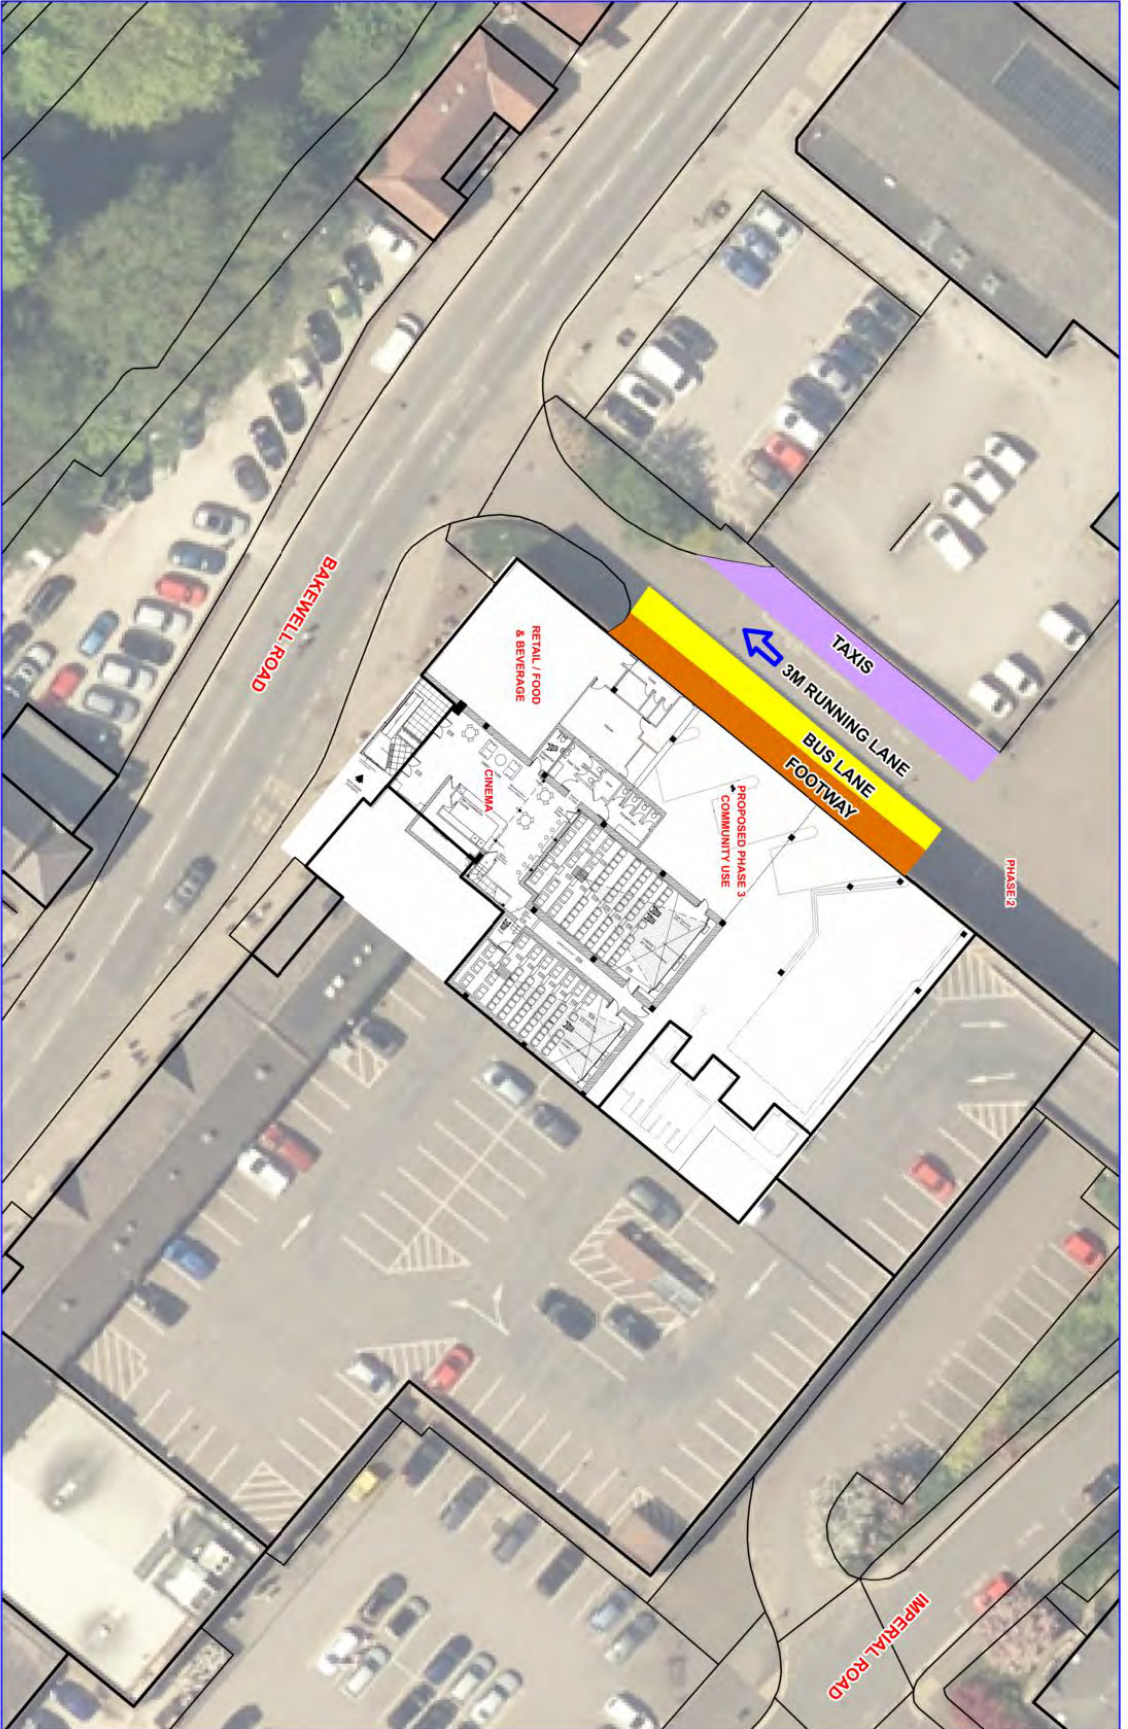 BAKEWELL ROAD
RETAIL / FOOD
& BEVERAGE
CINEMA
PROPOSED PHASE 3
COMMUNITY USE
TAXIS
3M RUNNING LANE
BUS LANE
FOOTWAY
PHASE 2
IMPERIAL ROAD